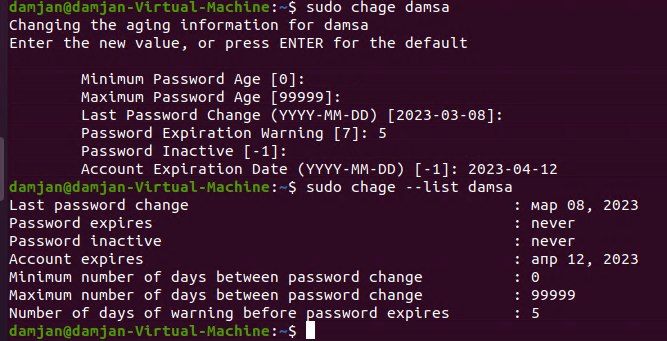 damjan@damjan-Virtual-Machine:~$ sudo chage damsa
Changing the aging information for damsa
Enter the new value, or press ENTER for the default

        Minimum Password Age [0]:
        Maximum Password Age [99999]:
        Last Password Change (YYYY-MM-DD) [2023-03-08]:
        Password Expiration Warning [7]: 5
        Password Inactive [-1]:
        Account Expiration Date (YYYY-MM-DD) [-1]: 2023-04-12
damjan@damjan-Virtual-Machine:~$ sudo chage --list damsa
Last password change                                    : мар 08, 2023
Password expires                                        : never
Password inactive                                       : never
Account expires                                         : апр 12, 2023
Minimum number of days between password change          : 0
Maximum number of days between password change          : 99999
Number of days of warning before password expires       : 5
damjan@damjan-Virtual-Machine:~$